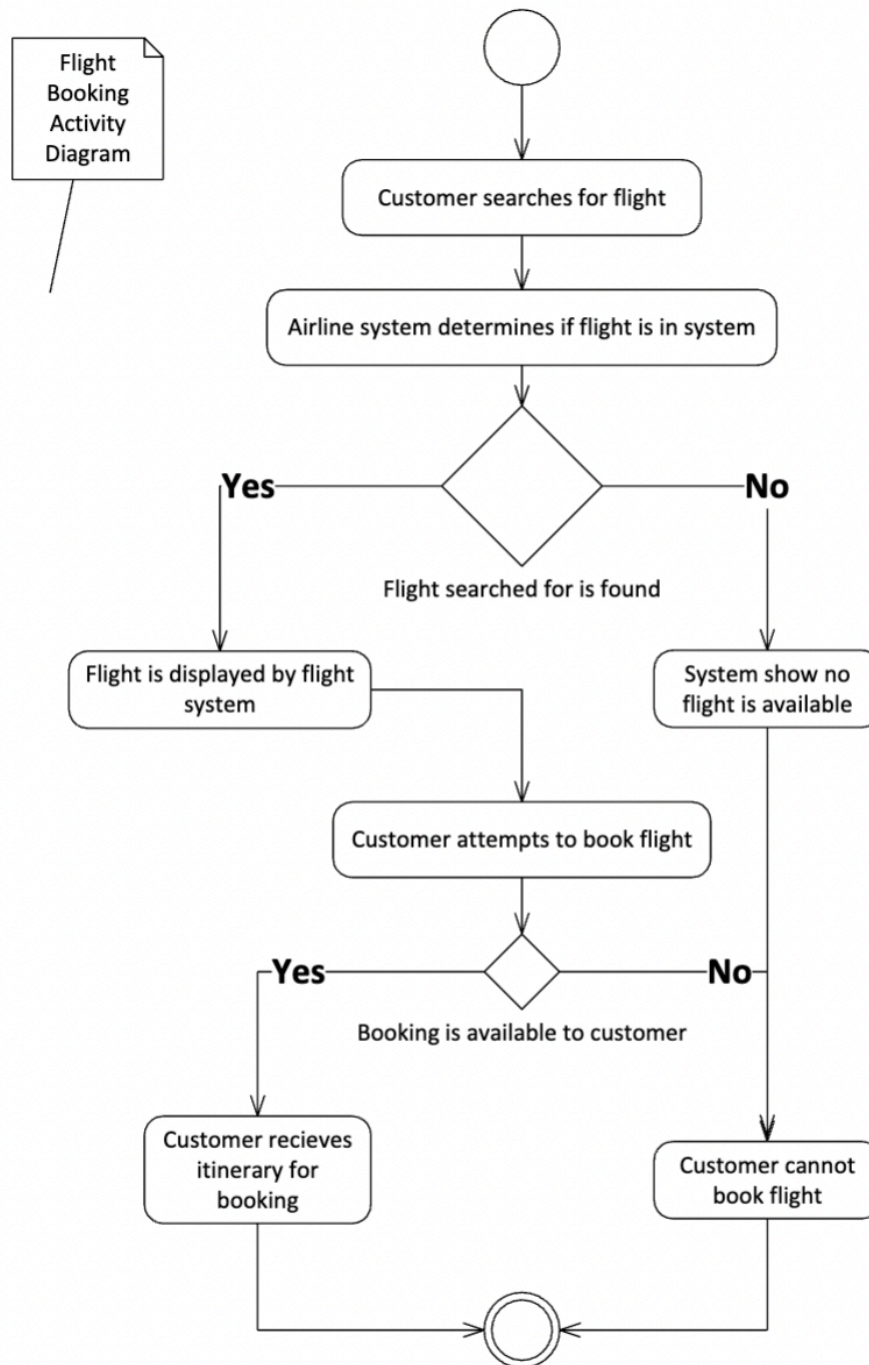 Flight
Booking
Activity
Diagram
Customer searches for flight
Airline system determines if flight is in system
Yes
No
Flight searched for is found
Flight is displayed by flight
system
System show no
flight is available
Customer attempts to book flight
Yes
No
Booking is available to customer
Customer recieves
itinerary for
booking
Customer cannot
book flight